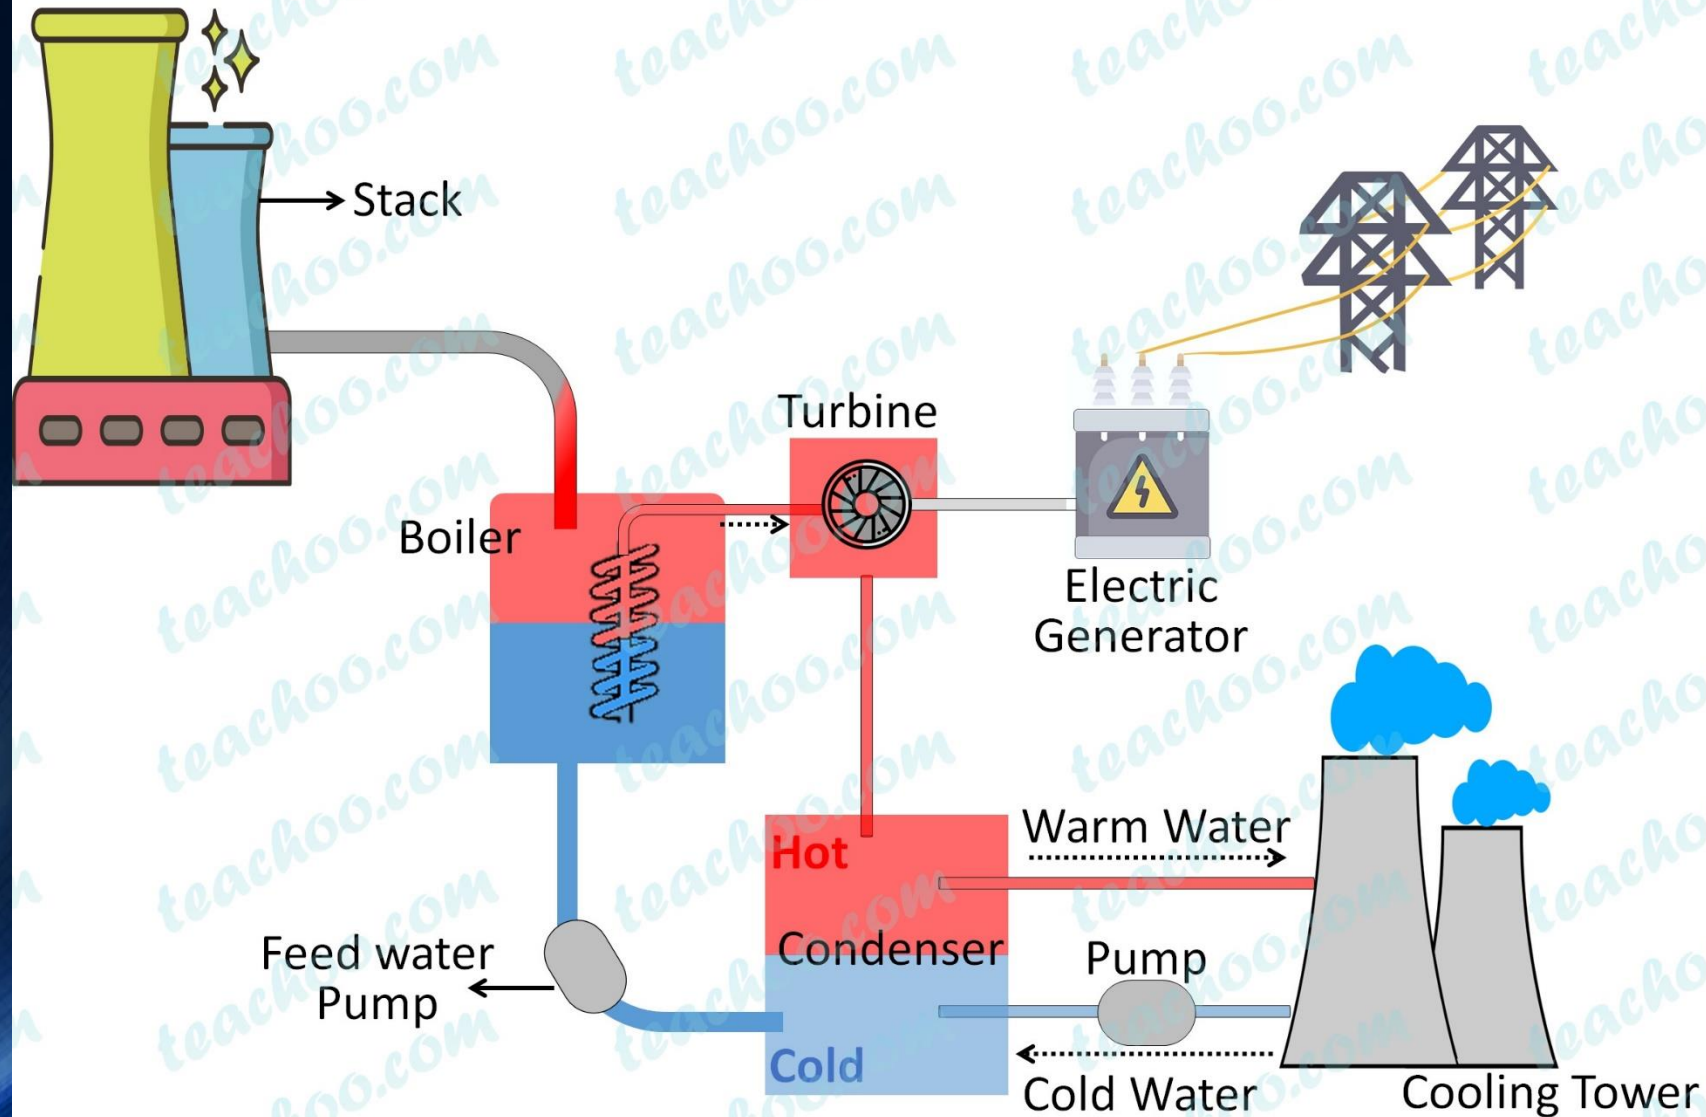 Stack
Turbine
Boiler
Electric
Generator
Hot
Warm Water
Condenser
Feed water
Pump
Pump
Cold
Cold Water
Cooling Tower
teachoo.com